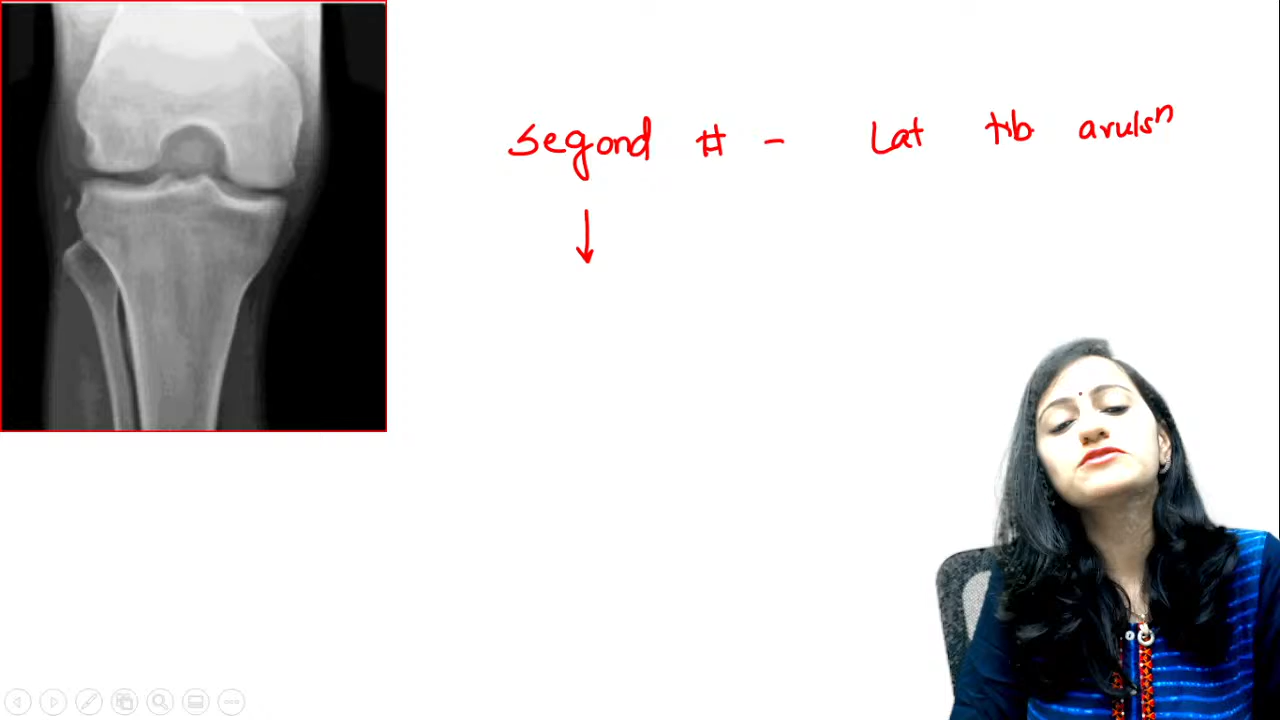 Segond # - Lat tib avulsⁿ